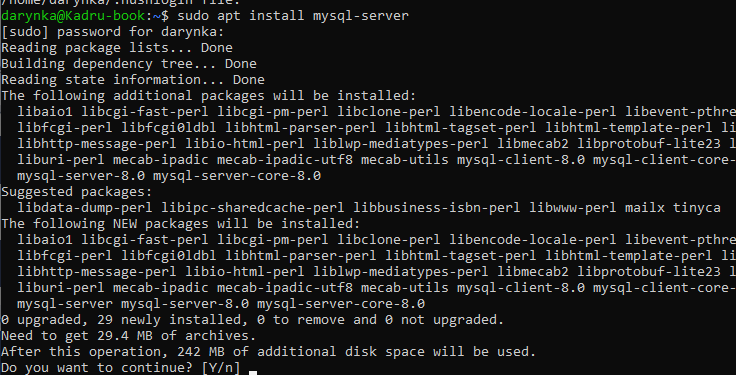 /home/darynka/.hushlogin file.
darynka@Kadru-book:~$ sudo apt install mysql-server
[sudo] password for darynka:
Reading package lists... Done
Building dependency tree... Done
Reading state information... Done
The following additional packages will be installed:
libaio1 libcgi-fast-perl libcgi-pm-perl libclone-perl libencode-locale-perl libevent-pthre
libfcgi-perl libfcgi0ldbl libhtml-parser-perl libhtml-tagset-perl libhtml-template-perl li
libhttp-message-perl libio-html-perl liblwp-mediatypes-perl libmecab2 libprotobuf-lite23 l
liburi-perl mecab-ipadic mecab-ipadic-utf8 mecab-utils mysql-client-8.0 mysql-client-core-
mysql-server-8.0 mysql-server-core-8.0
Suggested packages:
libdata-dump-perl libipc-sharedcache-perl libbusiness-isbn-perl libwww-perl mailx tinyca
The following NEW packages will be installed:
libaio1 libcgi-fast-perl libcgi-pm-perl libclone-perl libencode-locale-perl libevent-pthre
libfcgi-perl libfcgi0ldbl libhtml-parser-perl libhtml-tagset-perl libhtml-template-perl li
libhttp-message-perl libio-html-perl liblwp-mediatypes-perl libmecab2 libprotobuf-lite23 l
liburi-perl mecab-ipadic mecab-ipadic-utf8 mecab-utils mysql-client-8.0 mysql-client-core-
mysql-server mysql-server-8.0 mysql-server-core-8.0
0 upgraded, 29 newly installed, 0 to remove and 0 not upgraded.
Need to get 29.4 MB of archives.
After this operation, 242 MB of additional disk space will be used.
Do you want to continue? [Y/n]